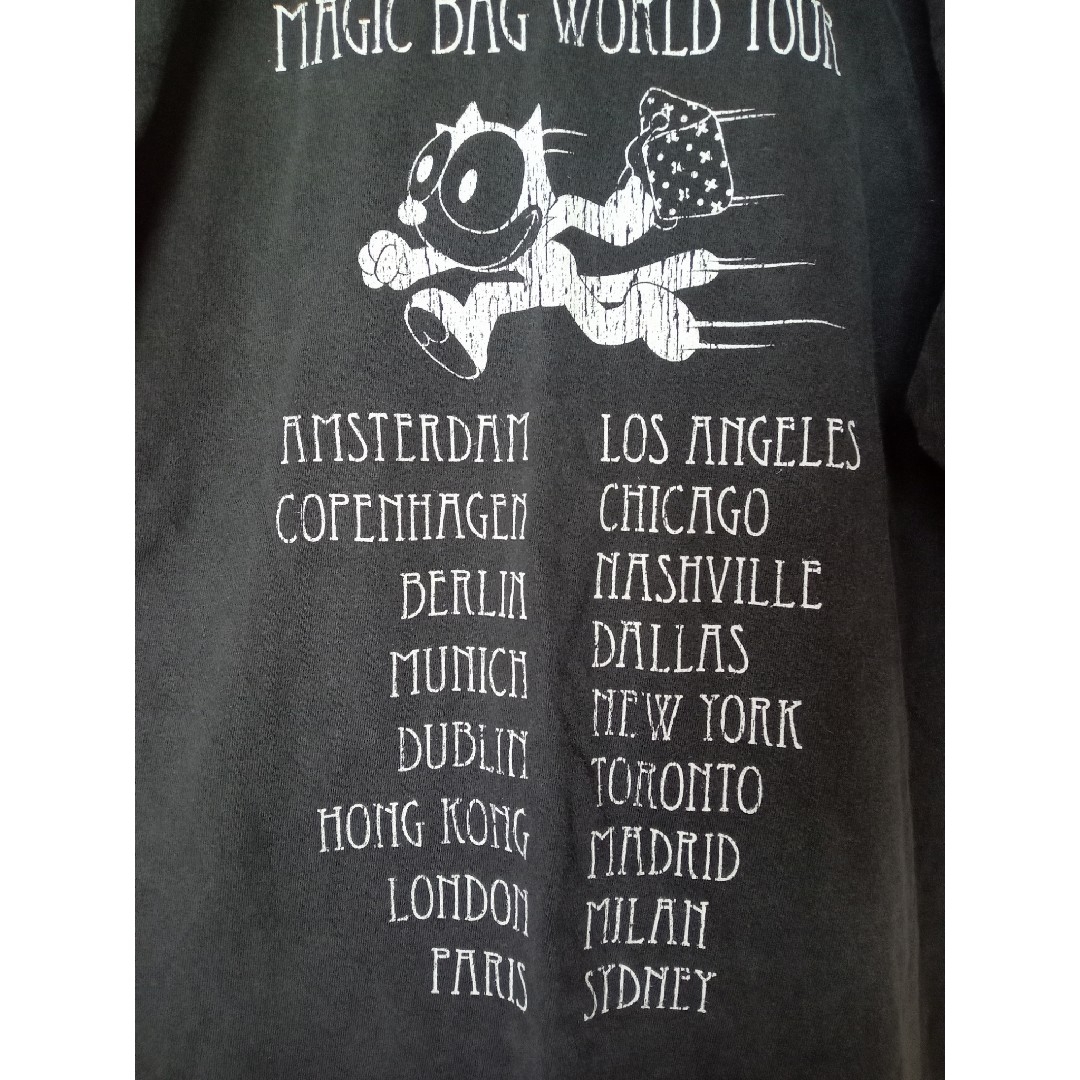 MAGIC BAG WORLD TOUR
AMSTERDAM
COPENHAGEN
BERLIN
MUNICH
DUBLIN
HONG KONG
LONDON
PARIS
LOS ANGELES
CHICAGO
NASHVILLE
DALLAS
NEW YORK
TORONTO
MADRID
MILAN
SYDNEY